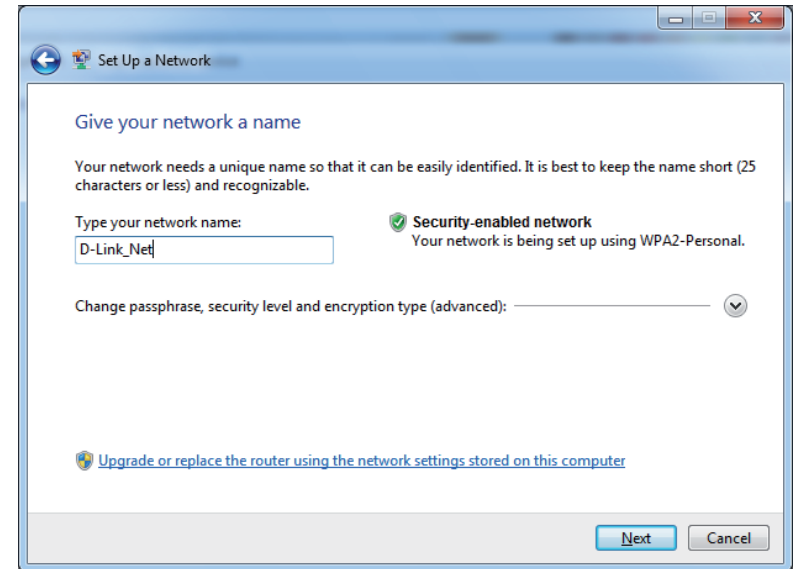 Set Up a Network
Give your network a name
Your network needs a unique name so that it can be easily identified. It is best to keep the name short (25
characters or less) and recognizable.
Type your network name:
D-Link_Net
Security-enabled network
Your network is being set up using WPA2-Personal.
Change passphrase, security level and encryption type (advanced):
Upgrade or replace the router using the network settings stored on this computer
Next
Cancel